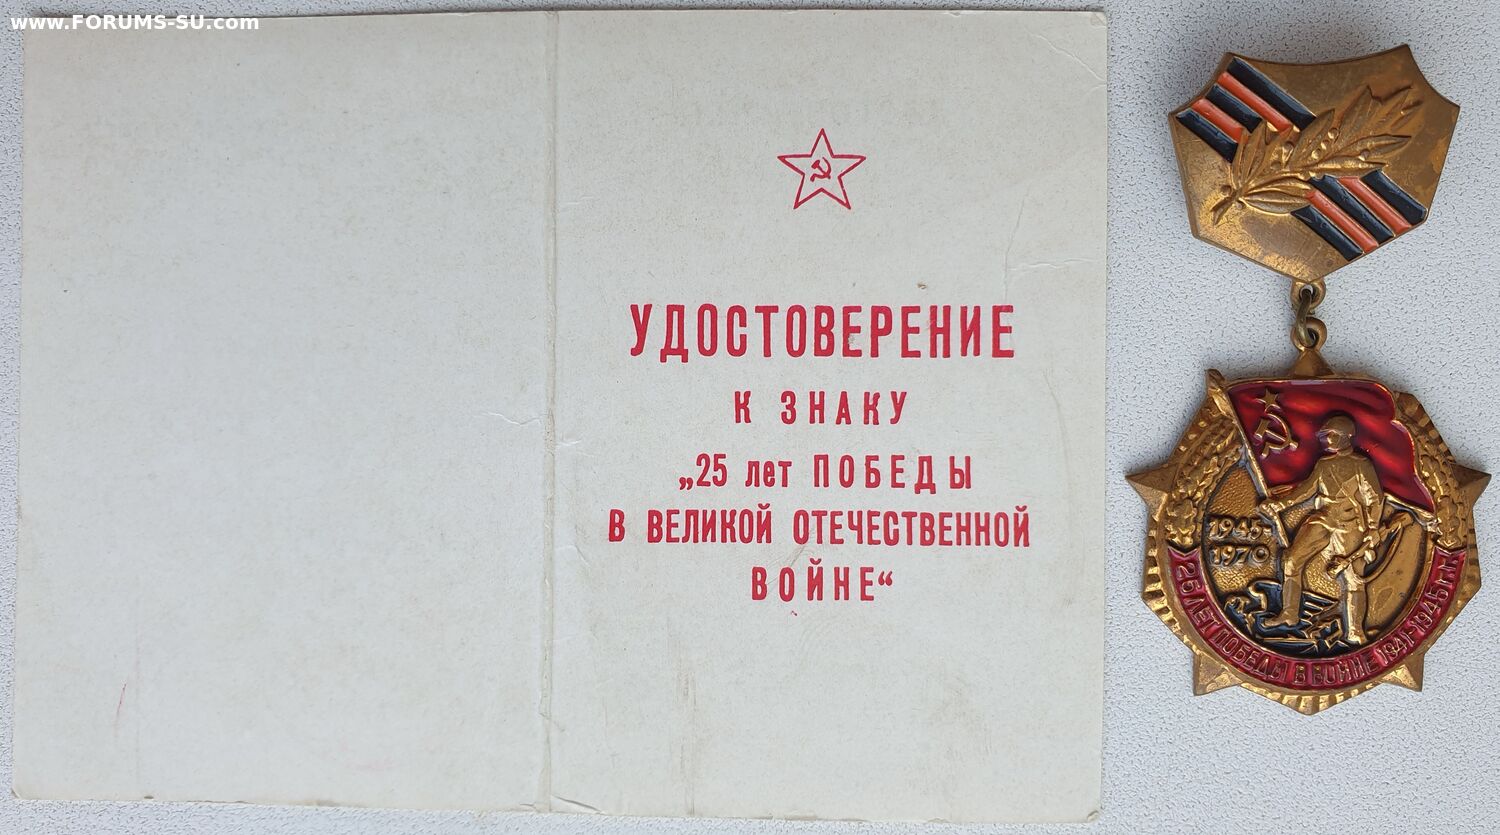 www.FORUMS-SU.com
УДОСТОВЕРЕНИЕ
К ЗНАКУ
„25 лет ПОБЕДЫ
В ВЕЛИКОЙ ОТЕЧЕСТВЕННОЙ
ВОЙНЕ“
1945-
1970
25 ЛЕТ ПОБЕДЫ В ВОЙНЕ 1941-1945гг.